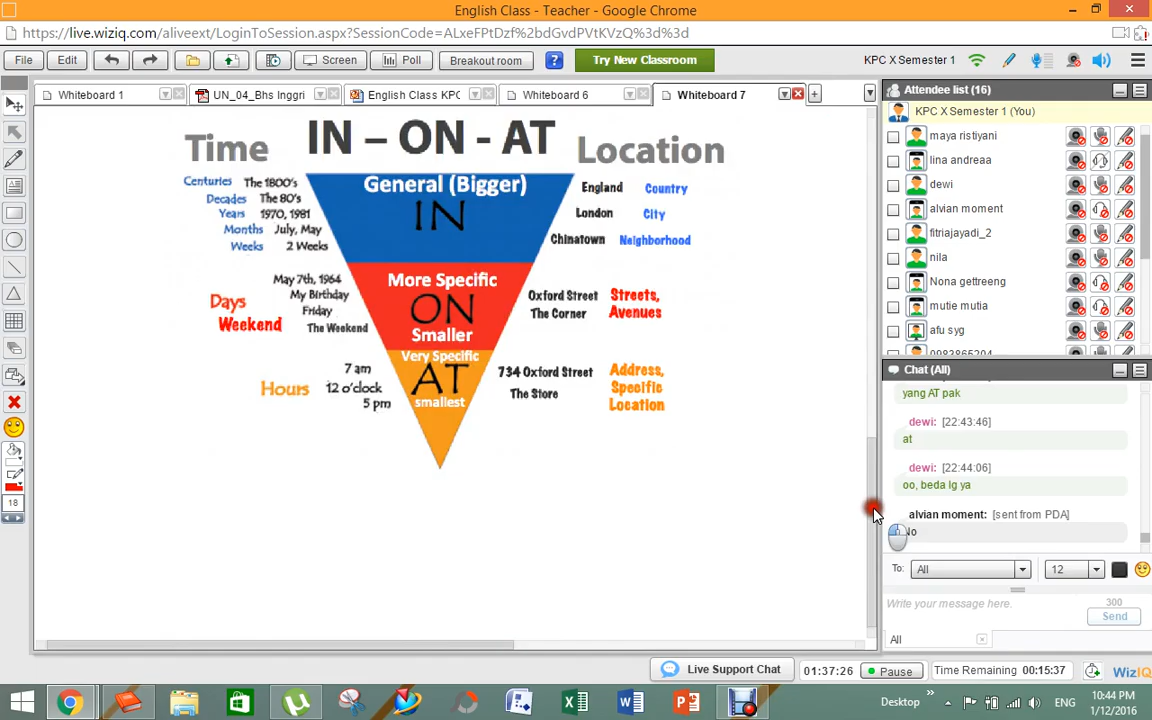 English Class - Teacher - Google Chrome
https://live.wiziq.com/aliveext/LoginToSession.aspx?SessionCode=ALxeFPtDzf%2bdGvdPVtKVzQ%3d%3d
File Edit Screen Poll Breakout room ? Try New Classroom KPC X Semester 1
Whiteboard 1 UN_04_Bhs Inggri English Class KPC Whiteboard 6 Whiteboard 7
Time IN – ON - AT Location
Centuries The 1800's
Decades The 80's
Years 1970, 1981
Months July, May
Weeks 2 Weeks
General (Bigger)
IN
England Country
London City
Chinatown Neighborhood
Days
Weekend
May 7th, 1964
My Birthday
Friday
The Weekend
More Specific
ON
Smaller
Oxford Street
The Corner
Streets,
Avenues
Hours
7 am
12 o'clock
5 pm
Very Specific
AT
smallest
734 Oxford Street
The Store
Address,
Specific
Location
18
Attendee list (16)
KPC X Semester 1 (You)
maya ristiyani
lina andreaa
dewi
alvian moment
fitriajayadi_2
nila
Nona gettreeng
mutie mutia
afu syg
Chat (All)
yang AT pak
dewi: [22:43:46]
at
dewi: [22:44:06]
oo, beda lg ya
alvian moment: [sent from PDA]
To: All 12
Write your message here. 300
Send
All
Live Support Chat 01:37:26 Pause Time Remaining 00:15:37 WizIQ
Desktop ENG
10:44 PM
1/12/2016